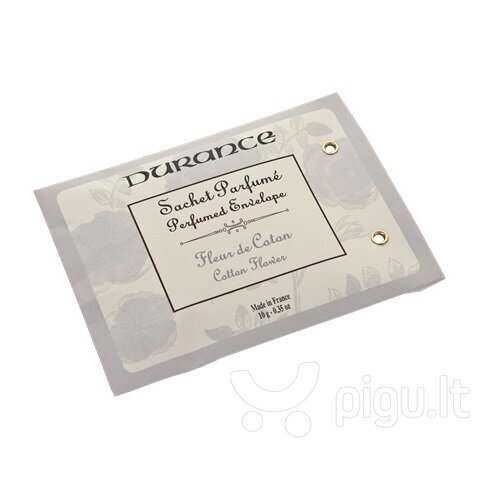 DURANCE
Sachet Parfumé
Perfumed Envelope
Fleur de Coton
Cotton Flower
Made in France
10 g - 0.35 oz
pigu.lt